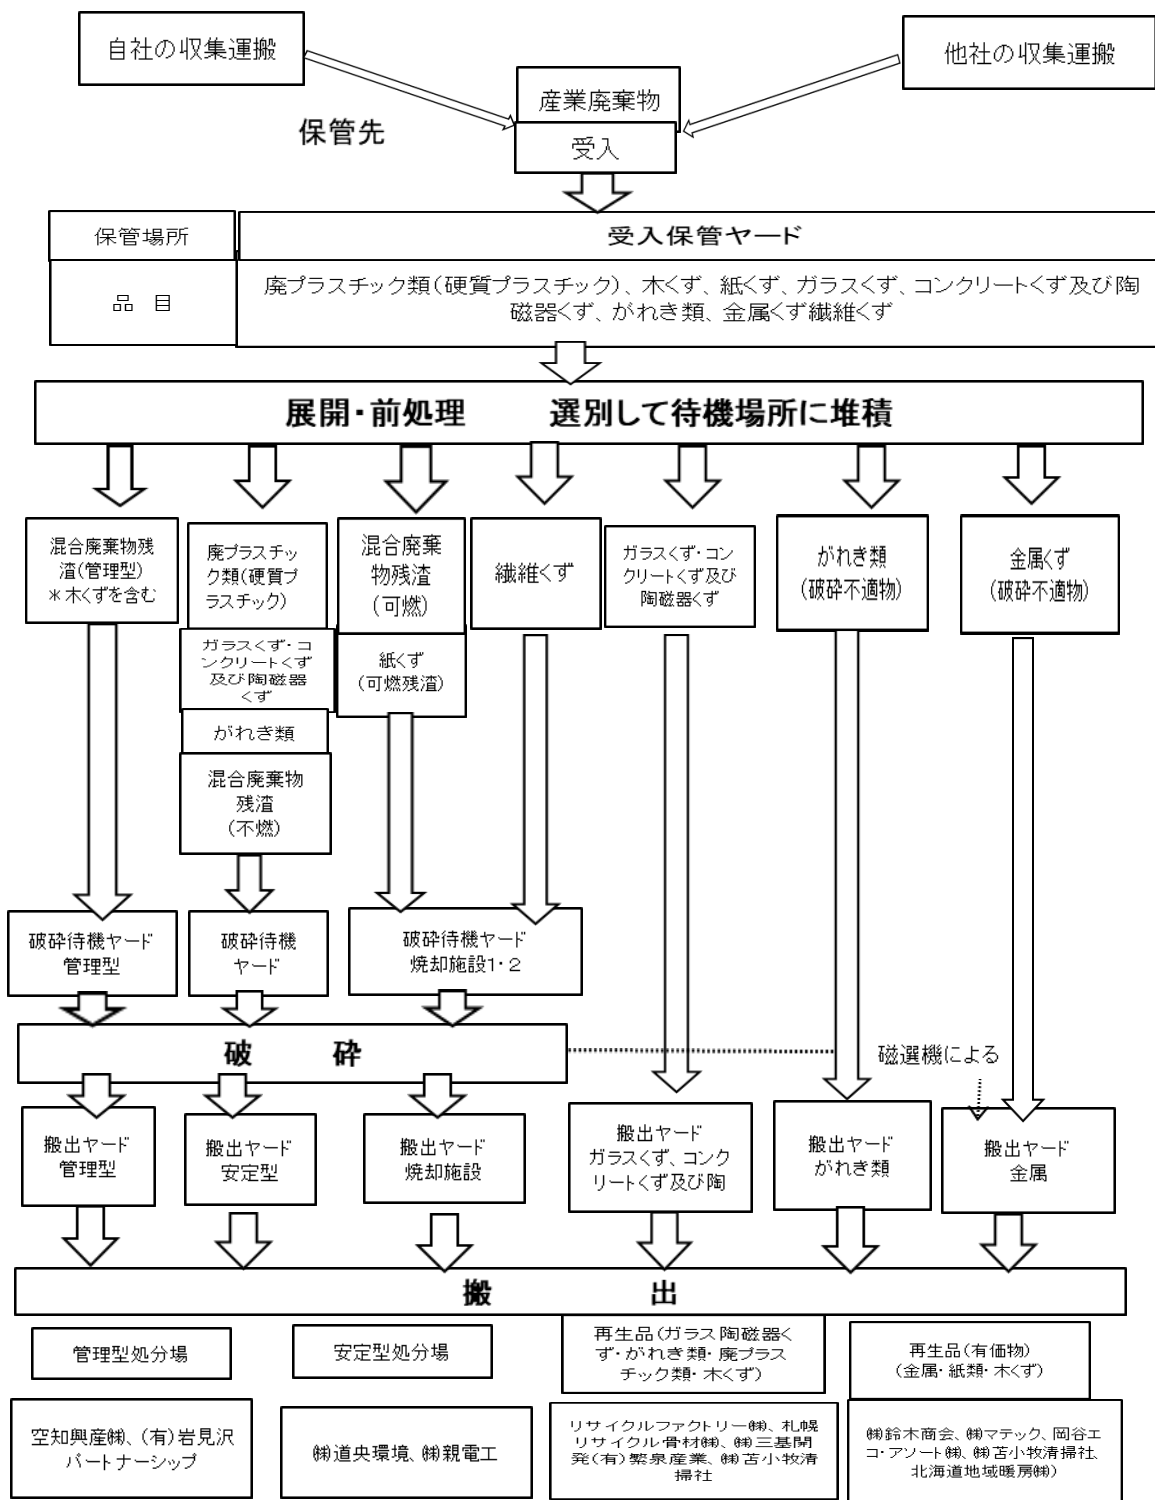 自社の収集運搬
他社の収集運搬
産業廃棄物
保管先
受入
保管場所
受入保管ヤード
品 目
廃プラスチック類(硬質プラスチック)、木くず、紙くず、ガラスくず、コンクリートくず及び陶
磁器くず、がれき類、金属くず繊維くず
展開・前処理 選別して待機場所に堆積
混合廃棄物残
渣(管理型)
＊木くずを含む
廃プラスチッ
ク類(硬質プ
ラスチック)
混合廃棄
物残渣
(可燃)
繊維くず
ガラスくず・コン
クリートくず及び
陶磁器くず
がれき類
(破砕不適物)
金属くず
(破砕不適物)
ガラスくず・コ
ンクリートくず
及び陶磁器
くず
紙くず
(可燃残渣)
がれき類
混合廃棄物
残渣
(不燃)
破砕待機ヤード
管理型
破砕待機
ヤード
破砕待機ヤード
焼却施設1・2
破 砕
磁選機による
搬出ヤード
管理型
搬出ヤード
安定型
搬出ヤード
焼却施設
搬出ヤード
ガラスくず、コンク
リートくず及び陶
搬出ヤード
がれき類
搬出ヤード
金属
搬 出
管理型処分場
安定型処分場
再生品(ガラス陶磁器く
ず・がれき類・廃プラス
チック類・木くず)
再生品(有価物)
(金属・紙類・木くず)
空知興産㈱、(有)岩見沢
パートナーシップ
㈱道央環境、㈱親電工
リサイクルファクトリー㈱、札幌
リサイクル骨材㈱、㈱三基開
発(有)繁泉産業、㈱苫小牧清
掃社
㈱鈴木商会、㈱マテック、岡谷エ
コ・アソート㈱、㈱苫小牧清掃社、
北海道地域暖房㈱)